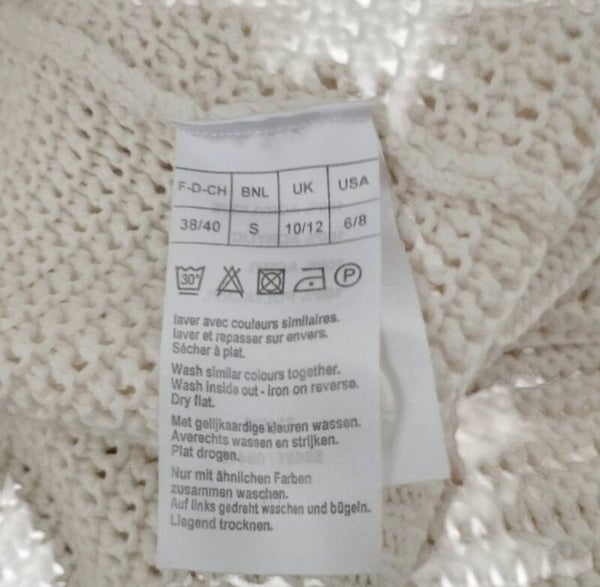 F-D-CH BNL UK USA
38/40 S 10/12 6/8
30° P
laver avec couleurs similaires.
laver et repasser sur envers.
Sécher à plat.
Wash similar colours together.
Wash inside out - iron on reverse.
Dry flat.
Met gelijkaardige kleuren wassen.
Averechts wassen en strijken.
Plat drogen.
Nur mit ähnlichen Farben
zusammen waschen.
Auf links gedreht waschen und bügeln.
Liegend trocknen.